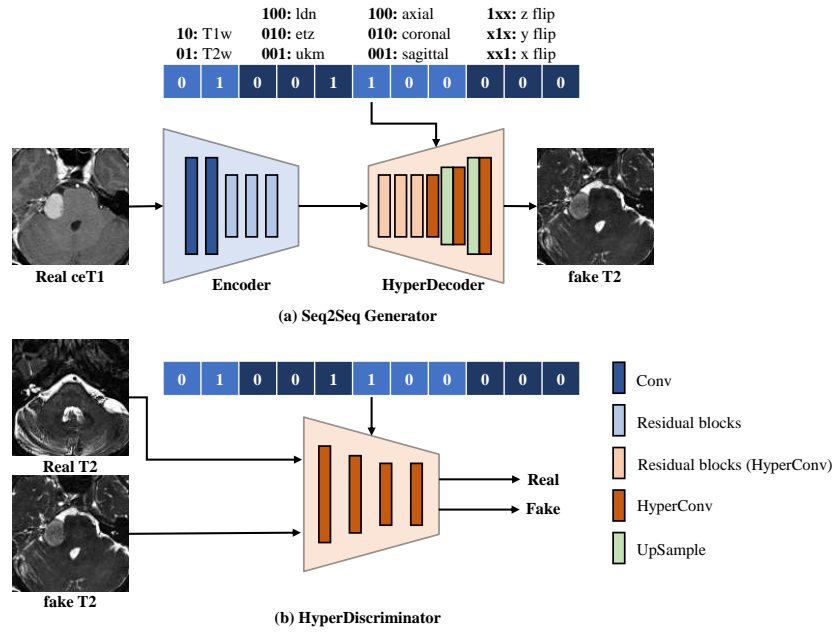 100: ldn 100: axial 1xx: z flip
10: T1w 010: etz 010: coronal x1x: y flip
01: T2w 001: ukm 001: sagittal xx1: x flip
0 1 0 0 1 1 0 0 0 0 0
Real ceT1
Encoder
HyperDecoder
fake T2
(a) Seq2Seq Generator
0 1 0 0 1 1 0 0 0 0 0
Conv
Residual blocks
Real T2
Residual blocks (HyperConv)
Real
Fake
HyperConv
UpSample
fake T2
(b) HyperDiscriminator